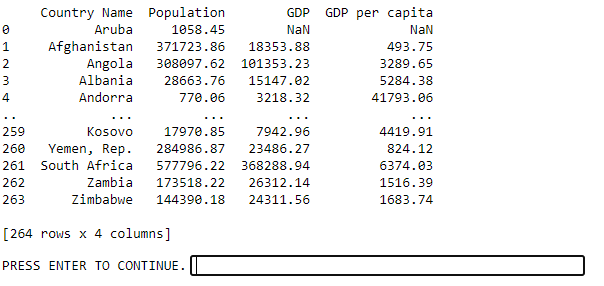 Country Name Population GDP GDP per capita
0 Aruba 1058.45 NaN NaN
1 Afghanistan 371723.86 18353.88 493.75
2 Angola 308097.62 101353.23 3289.65
3 Albania 28663.76 15147.02 5284.38
4 Andorra 770.06 3218.32 41793.06
.. ... ... ... ...
259 Kosovo 17970.85 7942.96 4419.91
260 Yemen, Rep. 284986.87 23486.27 824.12
261 South Africa 577796.22 368288.94 6374.03
262 Zambia 173518.22 26312.14 1516.39
263 Zimbabwe 144390.18 24311.56 1683.74
[264 rows x 4 columns]
PRESS ENTER TO CONTINUE.